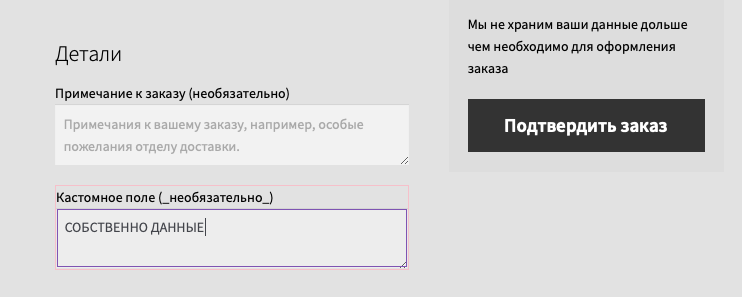 Детали
Примечание к заказу (необязательно)
Примечания к вашему заказу, например, особые
пожелания отделу доставки.
Кастомное поле (_необязательно_)
СОБСТВЕННО ДАННЫЕ
Мы не храним ваши данные дольше
чем необходимо для оформления
заказа
Подтвердить заказ